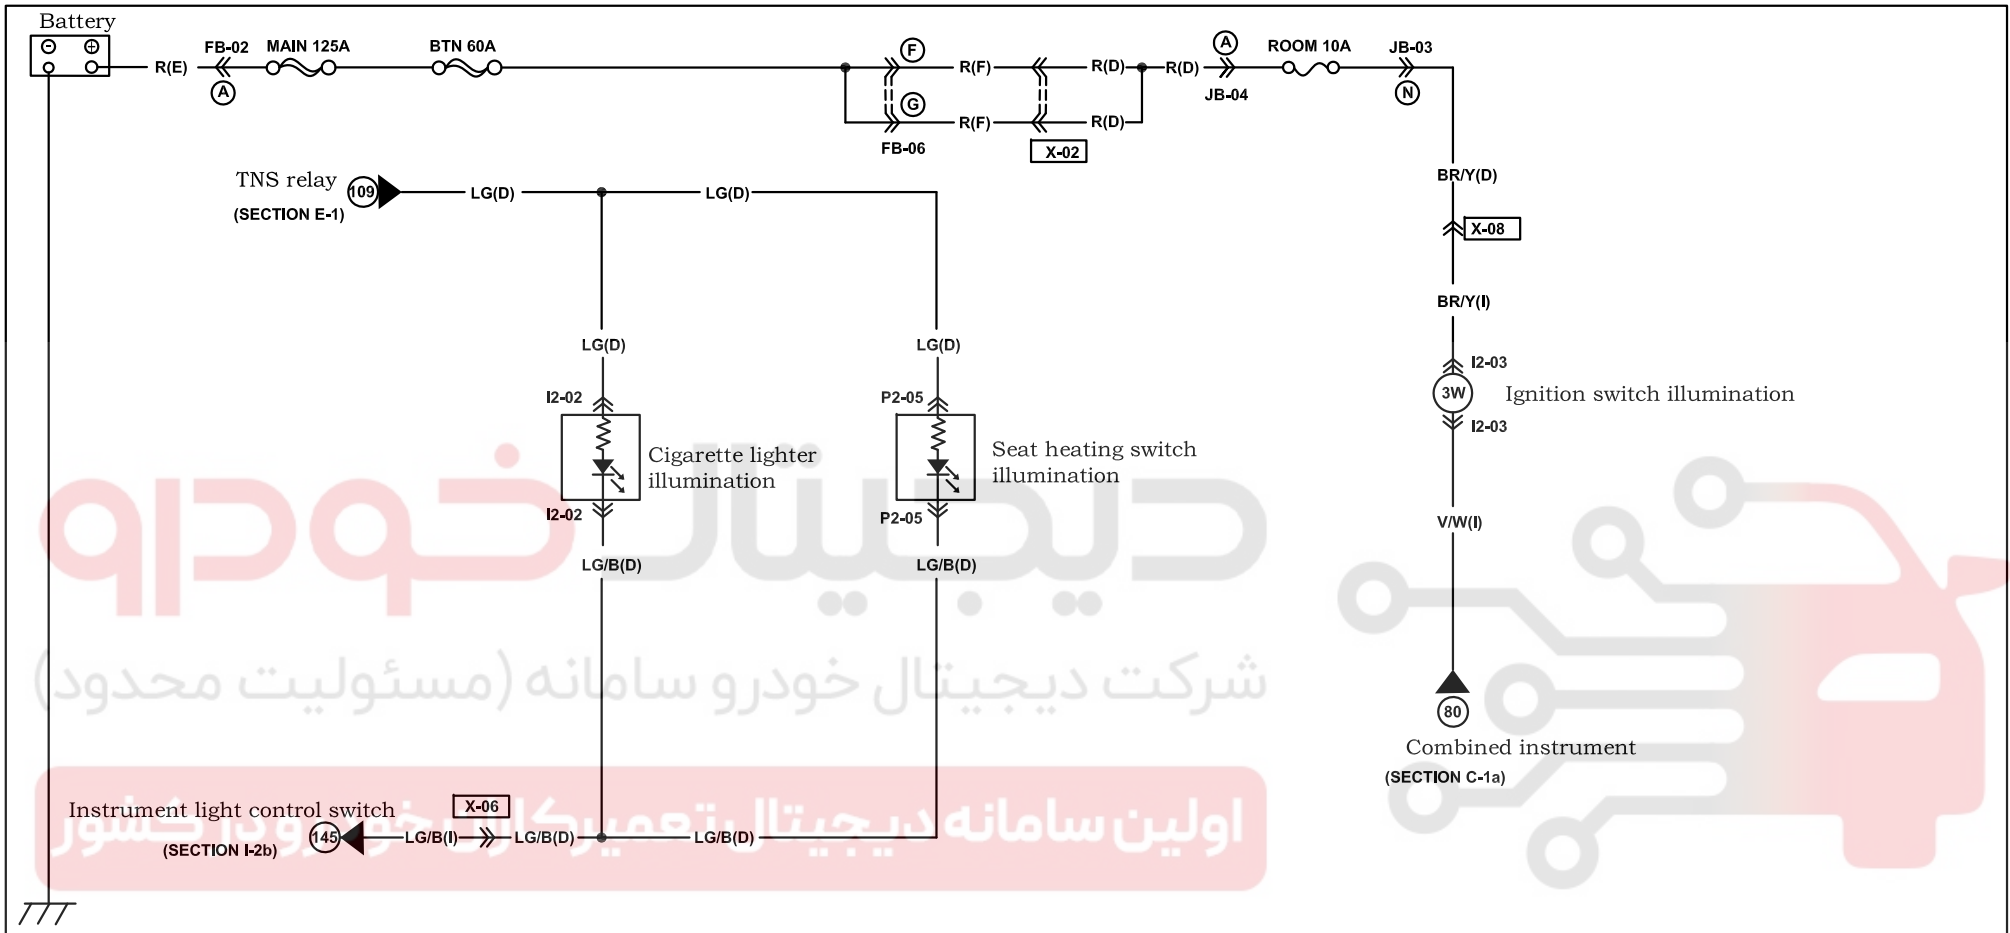 Battery
FB-02
MAIN 125A
BTN 60A
F
A
ROOM 10A
JB-03
R(E)
R(F)
R(D)
R(D)
A
G
JB-04
N
R(F)
R(D)
FB-06
X-02
TNS relay
109
(SECTION E-1)
LG(D)
LG(D)
BR/Y(D)
X-08
BR/Y(I)
LG(D)
LG(D)
I2-03
3W
Ignition switch illumination
I2-03
I2-02
P2-05
Cigarette lighter
illumination
Seat heating switch
illumination
I2-02
P2-05
V/W(I)
LG/B(D)
LG/B(D)
دیجیتال خودرو
شرکت دیجیتال خودرو سامانه (مسئولیت محدود)
80
Combined instrument
(SECTION C-1a)
اولین سامانه دیجیتال تعمیرکاران خودرو در کشور
Instrument light control switch
X-06
145
LG/B(I)
LG/B(D)
LG/B(D)
(SECTION I-2b)